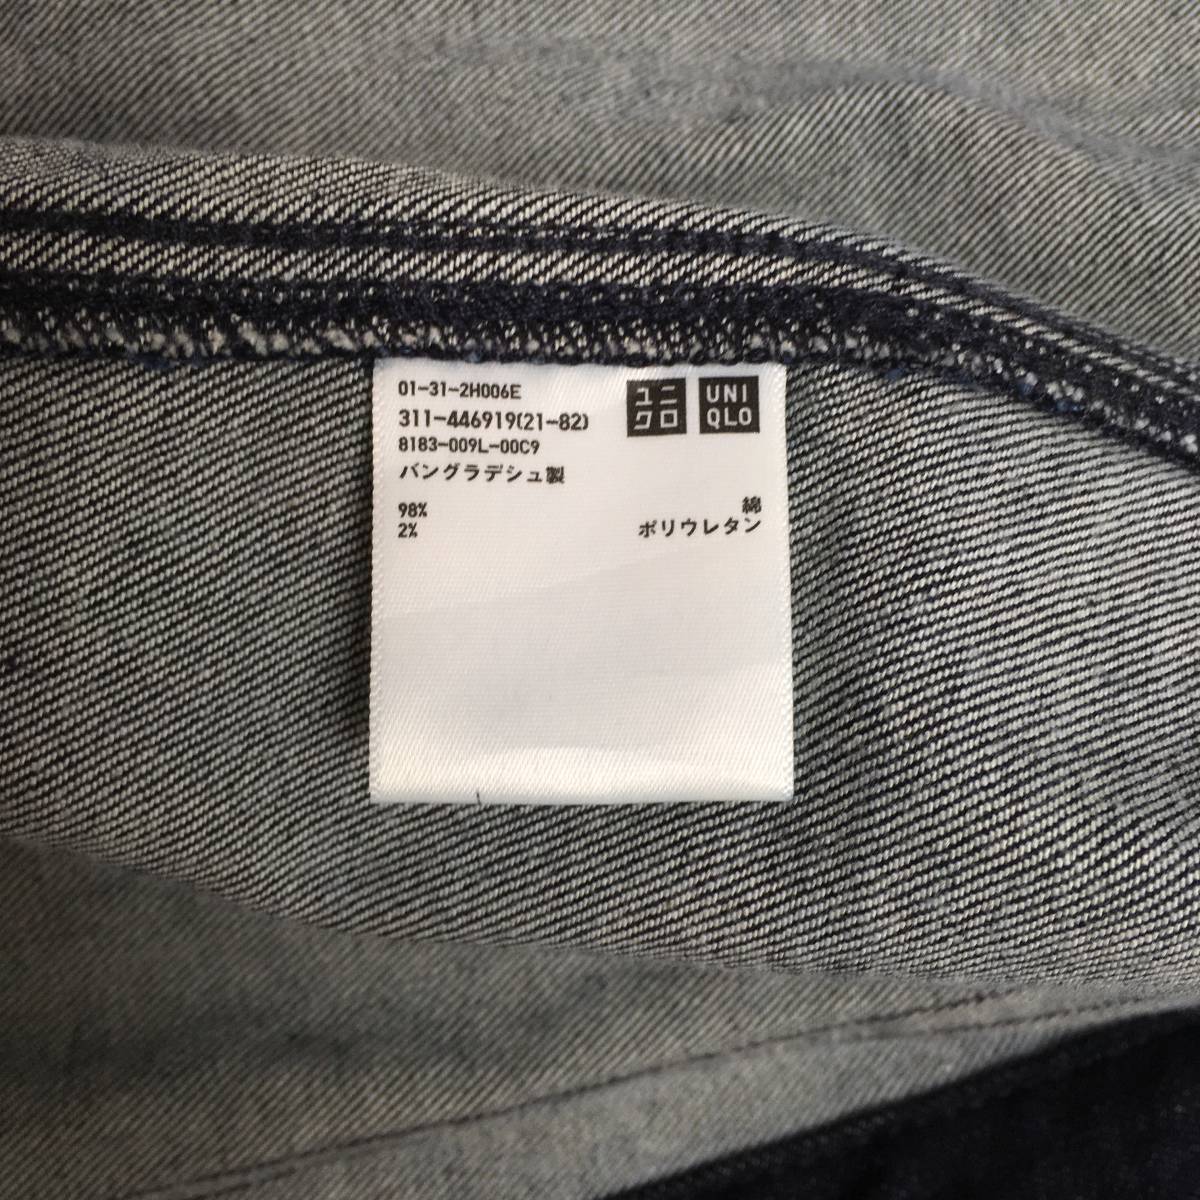 01-31-2H006E
311-446919(21-82)
8183-009L-00C9
バングラデシュ製
ユニ
クロ
UNI
QLO
98% 綿
2% ポリウレタン